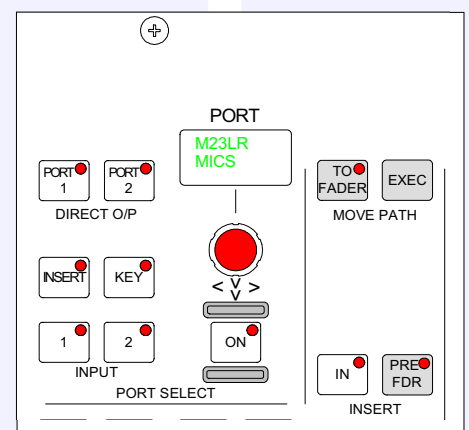 PORT
M23LR
MICS
PORT
1
PORT
2
DIRECT O/P
TO
FADER
EXEC
MOVE PATH
INSERT
KEY
< >
1
2
INPUT
ON
PORT SELECT
IN
PRE
FDR
INSERT